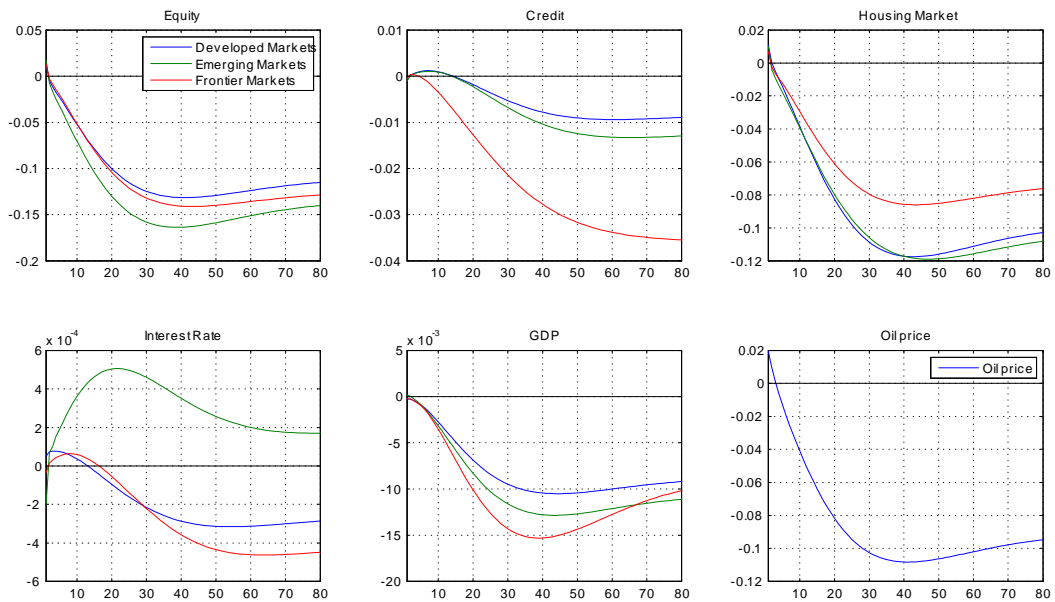 Equity
0.05
0
-0.05
-0.1
-0.15
-0.2
10 20 30 40 50 60 70 80
Developed Markets
Emerging Markets
Frontier Markets
Credit
0.01
0
-0.01
-0.02
-0.03
-0.04
10 20 30 40 50 60 70 80
Housing Market
0.02
0
-0.02
-0.04
-0.06
-0.08
-0.1
-0.12
10 20 30 40 50 60 70 80
Interest Rate
x 10⁻⁴
6
4
2
0
-2
-4
-6
10 20 30 40 50 60 70 80
GDP
x 10⁻³
5
0
-5
-10
-15
-20
10 20 30 40 50 60 70 80
Oil price
0.02
0
-0.02
-0.04
-0.06
-0.08
-0.1
-0.12
10 20 30 40 50 60 70 80
Oil price